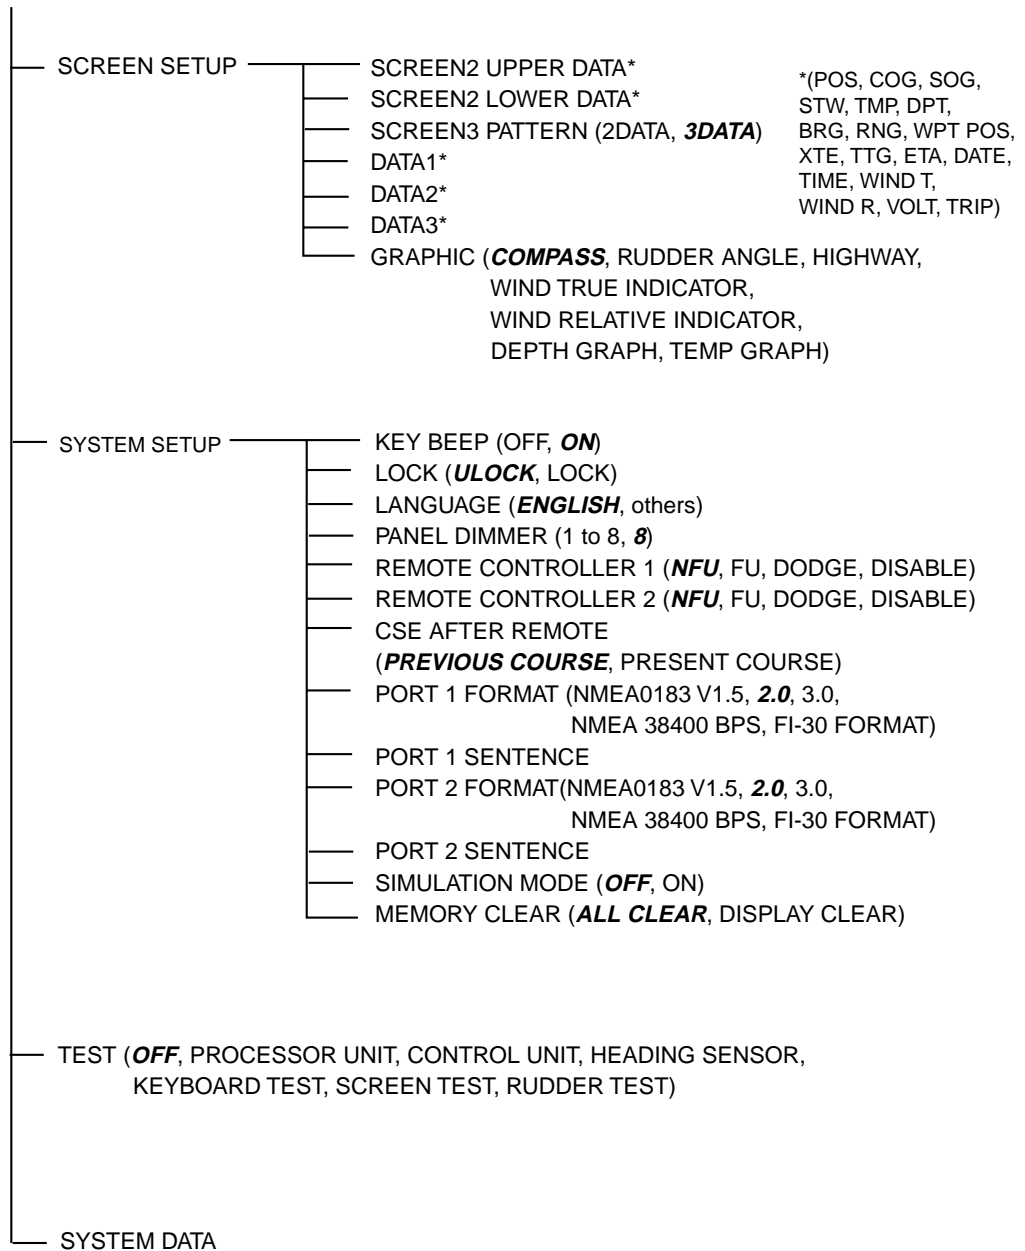 SCREEN SETUP
SCREEN2 UPPER DATA*
SCREEN2 LOWER DATA*
SCREEN3 PATTERN (2DATA, 3DATA)
DATA1*
DATA2*
DATA3*
GRAPHIC (COMPASS, RUDDER ANGLE, HIGHWAY,
WIND TRUE INDICATOR,
WIND RELATIVE INDICATOR,
DEPTH GRAPH, TEMP GRAPH)
*(POS, COG, SOG,
STW, TMP, DPT,
BRG, RNG, WPT POS,
XTE, TTG, ETA, DATE,
TIME, WIND T,
WIND R, VOLT, TRIP)
SYSTEM SETUP
KEY BEEP (OFF, ON)
LOCK (ULOCK, LOCK)
LANGUAGE (ENGLISH, others)
PANEL DIMMER (1 to 8, 8)
REMOTE CONTROLLER 1 (NFU, FU, DODGE, DISABLE)
REMOTE CONTROLLER 2 (NFU, FU, DODGE, DISABLE)
CSE AFTER REMOTE
(PREVIOUS COURSE, PRESENT COURSE)
PORT 1 FORMAT (NMEA0183 V1.5, 2.0, 3.0,
NMEA 38400 BPS, FI-30 FORMAT)
PORT 1 SENTENCE
PORT 2 FORMAT(NMEA0183 V1.5, 2.0, 3.0,
NMEA 38400 BPS, FI-30 FORMAT)
PORT 2 SENTENCE
SIMULATION MODE (OFF, ON)
MEMORY CLEAR (ALL CLEAR, DISPLAY CLEAR)
TEST (OFF, PROCESSOR UNIT, CONTROL UNIT, HEADING SENSOR,
KEYBOARD TEST, SCREEN TEST, RUDDER TEST)
SYSTEM DATA